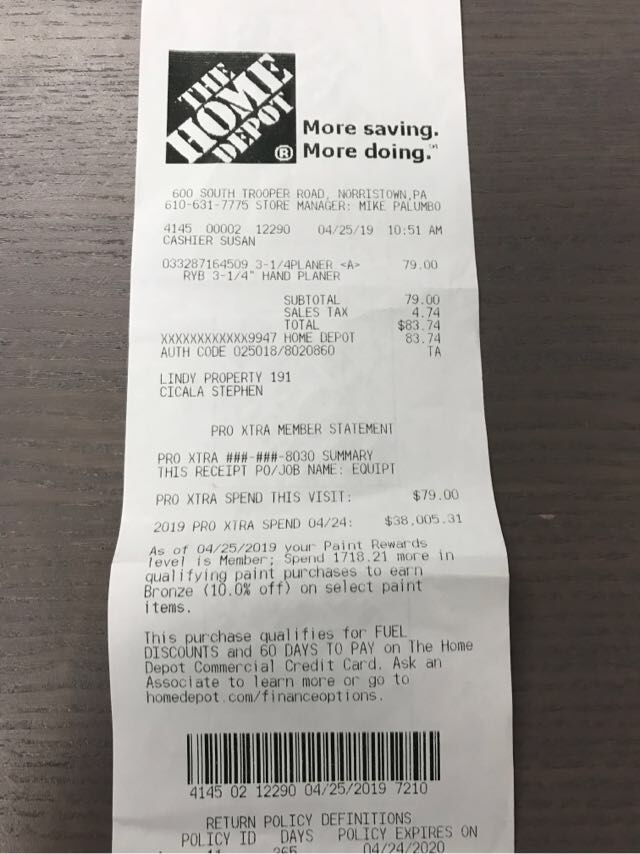 THE
HOME
DEPOT
®
More saving.
More doing.℠
600 SOUTH TROOPER ROAD, NORRISTOWN,PA
610-631-7775 STORE MANAGER: MIKE PALUMBO
4145 00002 12290 04/25/19 10:51 AM
CASHIER SUSAN
033287164509 3-1/4PLANER <A> 79.00
RYB 3-1/4" HAND PLANER
SUBTOTAL 79.00
SALES TAX 4.74
TOTAL $83.74
XXXXXXXXXXXX9947 HOME DEPOT 83.74
AUTH CODE 025018/8020860 TA
LINDY PROPERTY 191
CICALA STEPHEN
PRO XTRA MEMBER STATEMENT
PRO XTRA ###-###-8030 SUMMARY
THIS RECEIPT PO/JOB NAME: EQUIPT
PRO XTRA SPEND THIS VISIT: $79.00
2019 PRO XTRA SPEND 04/24: $38,005.31
As of 04/25/2019 your Paint Rewards
level is Member; Spend 1718.21 more in
qualifying paint purchases to earn
Bronze (10.0% off) on select paint
items.
This purchase qualifies for FUEL
DISCOUNTS and 60 DAYS TO PAY on The Home
Depot Commercial Credit Card. Ask an
Associate to learn more or go to
homedepot.com/financeoptions.
4145 02 12290 04/25/2019 7210
RETURN POLICY DEFINITIONS
POLICY ID DAYS POLICY EXPIRES ON
11 365 04/24/2020